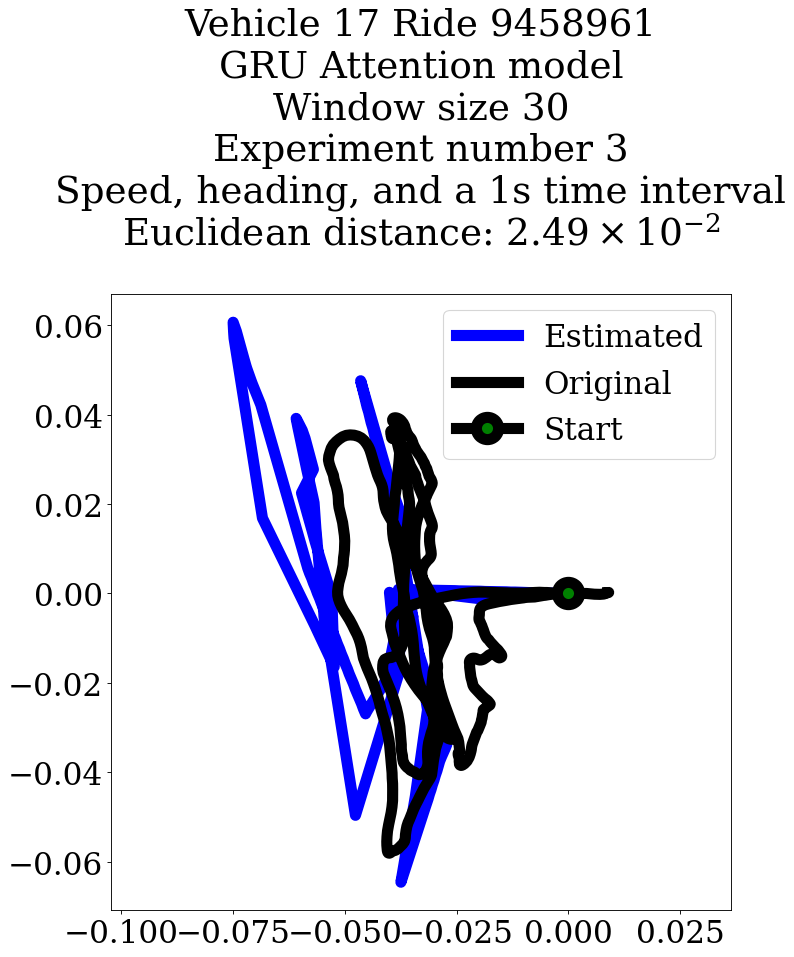 Vehicle 17 Ride 9458961
GRU Attention model
Window size 30
Experiment number 3
Speed, heading, and a 1s time interval
Euclidean distance: 2.49 × 10⁻²
Estimated
Original
Start
0.06
0.04
0.02
0.00
−0.02
−0.04
−0.06
−0.100 −0.075 −0.050 −0.025 0.000 0.025